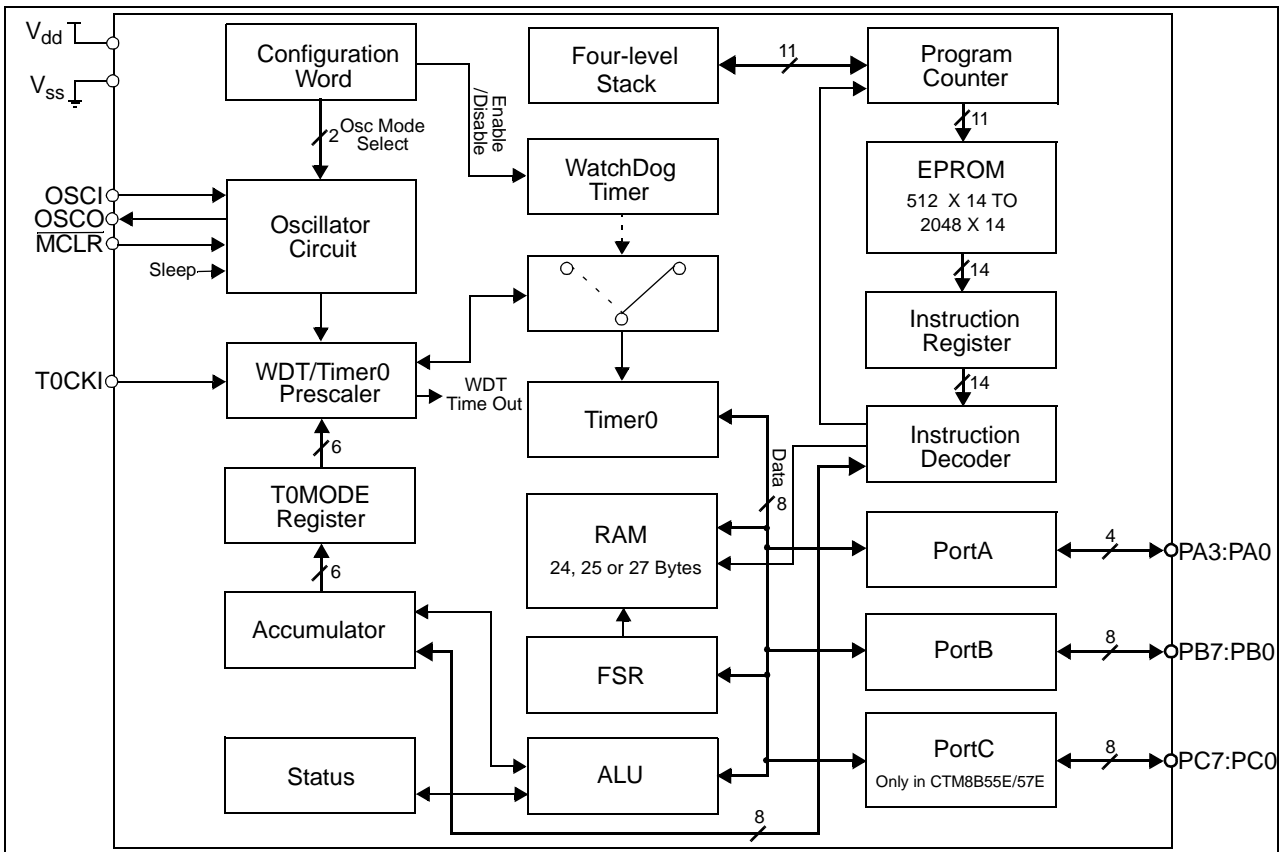 Vdd
Vss
OSCI
OSCO
MCLR
Sleep
T0CKI
Configuration
Word
2
Osc Mode
Select
Enable
/Disable
Oscillator
Circuit
WDT/Timer0
Prescaler
WDT
Time Out
6
T0MODE
Register
6
Accumulator
Status
Four-level
Stack
11
WatchDog
Timer
Timer0
Data
8
RAM
24, 25 or 27 Bytes
FSR
ALU
8
Program
Counter
11
EPROM
512 X 14 TO
2048 X 14
14
Instruction
Register
14
Instruction
Decoder
PortA
4
PA3:PA0
PortB
8
PB7:PB0
PortC
Only in CTM8B55E/57E
8
PC7:PC0